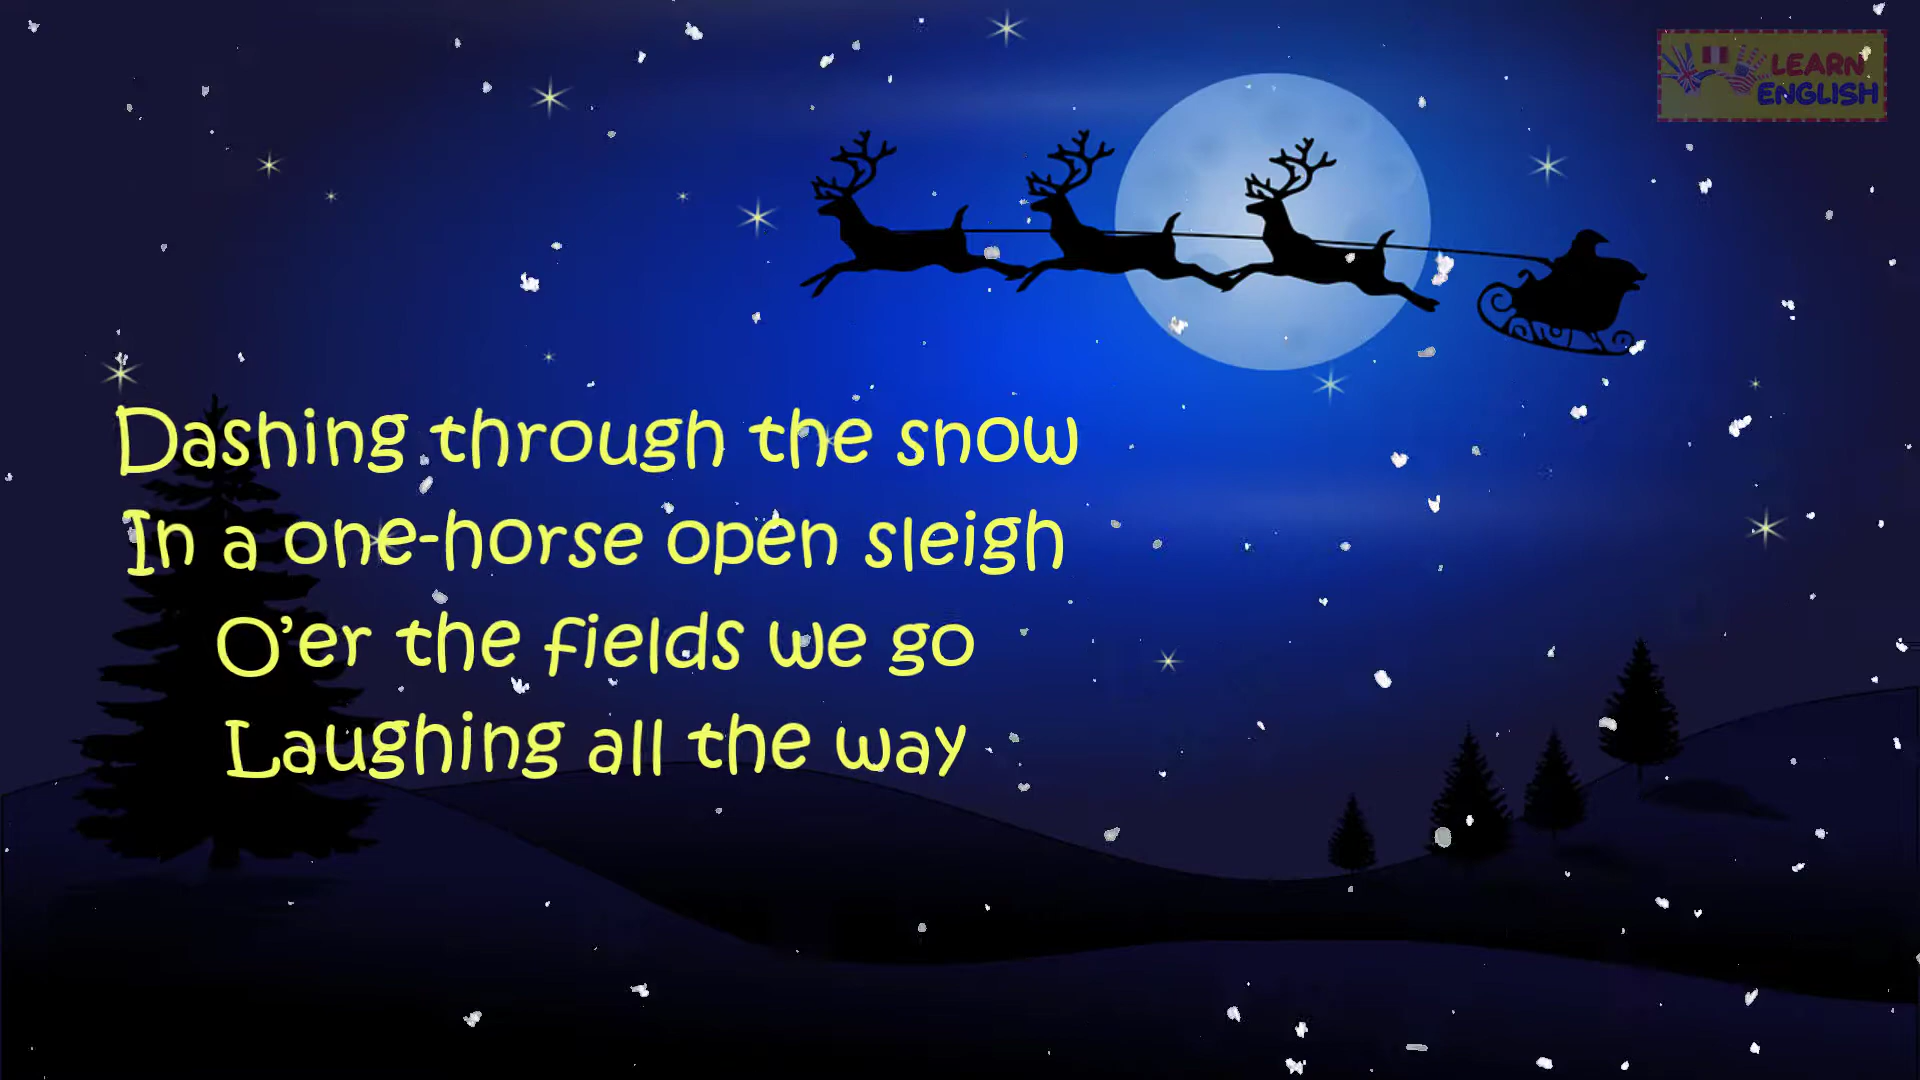 LEARN
ENGLISH
Dashing through the snow
In a one-horse open sleigh
O’er the fields we go
Laughing all the way